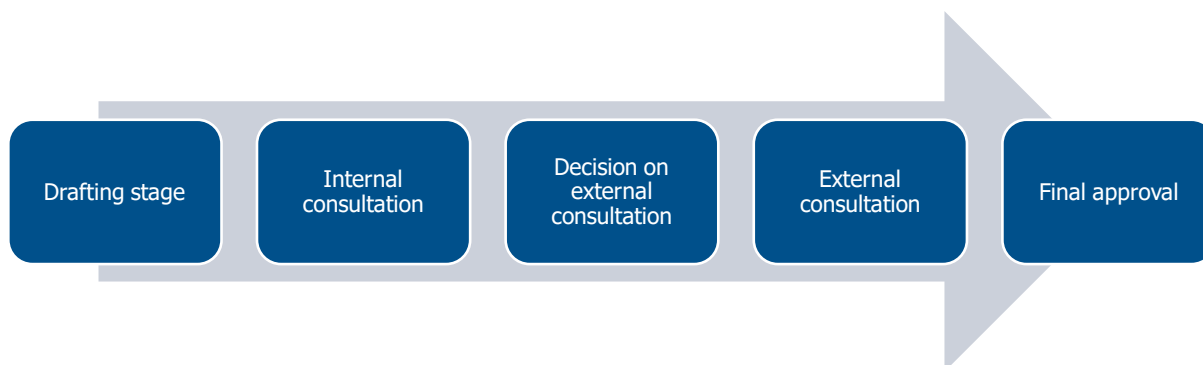 Drafting stage
Internal
consultation
Decision on
external
consultation
External
consultation
Final approval